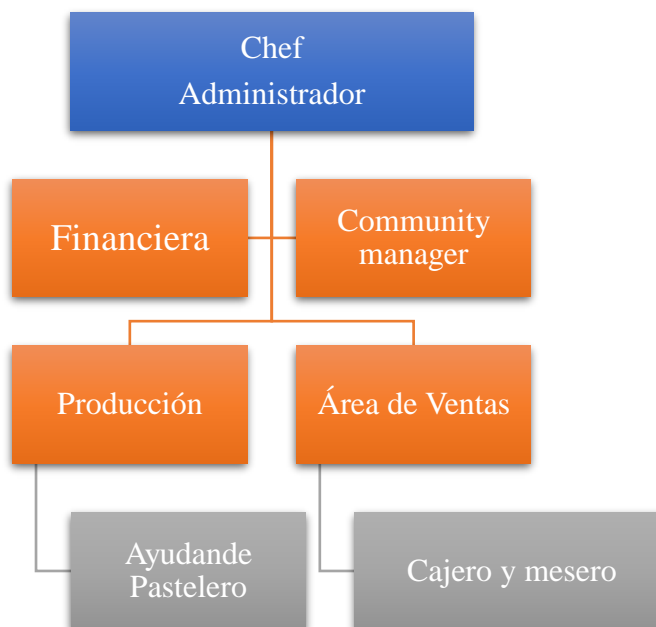 Chef
Administrador
Financiera
Community
manager
Producción
Área de Ventas
Ayudande
Pastelero
Cajero y mesero